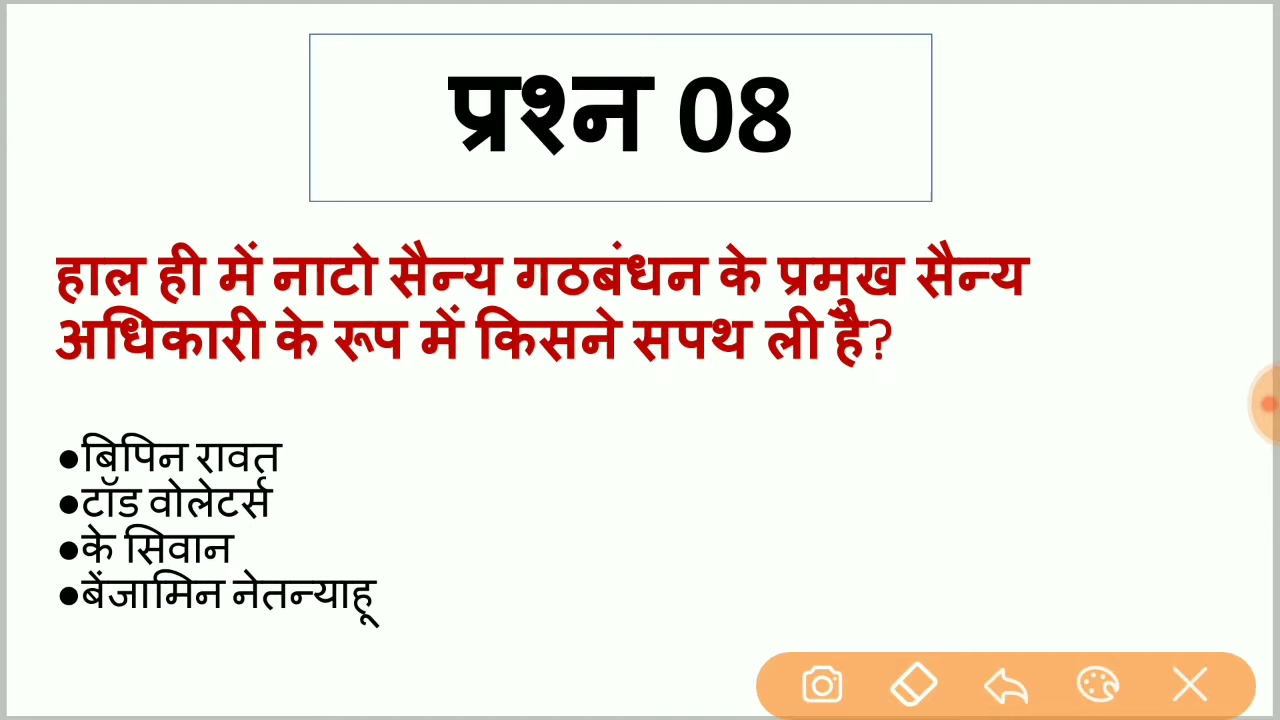 प्रश्न 08
हाल ही में नाटो सैन्य गठबंधन के प्रमुख सैन्य
अधिकारी के रूप में किसने सपथ ली है?
●बिपिन रावत
●टॉड वोलेटर्स
●के सिवान
●बेंजामिन नेतन्याहू